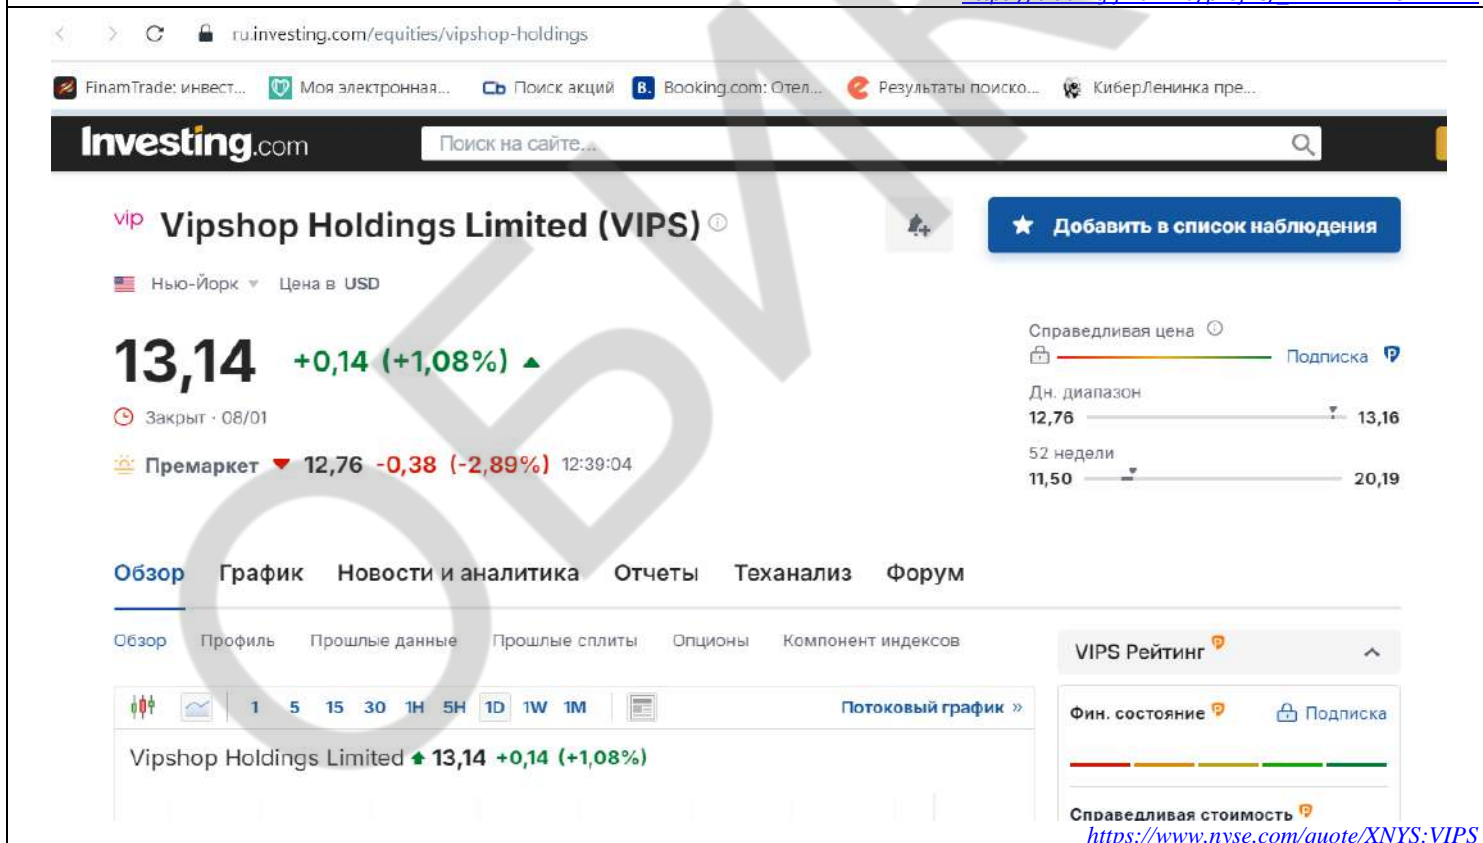 ru.investing.com/equities/vipshop-holdings
FinamTrade: инвест... Моя электронная... Сь Поиск акций B. Booking.com: Отел... Результаты поиско... КиберЛенинка пре...
Investing.com Поиск на сайте...
vip Vipshop Holdings Limited (VIPS) Добавить в список наблюдения
Нью-Йорк Цена в USD
13,14 +0,14 (+1,08%)
Справедливая цена
Подписка
Дн. диапазон
Закрыт · 08/01
12,76 13,16
Премаркет 12,76 -0,38 (-2,89%) 12:39:04
52 недели
11,50 20,19
Обзор График Новости и аналитика Отчеты Теханализ Форум
Обзор Профиль Прошлые данные Прошлые сплиты Опционы Компонент индексов
VIPS Рейтинг
1 5 15 30 1H 5H 1D 1W 1M Потоковый график »
Фин. состояние Подписка
Vipshop Holdings Limited 13,14 +0,14 (+1,08%)
Справедливая стоимость
https://www.nyse.com/quote/XNYS:VIPS